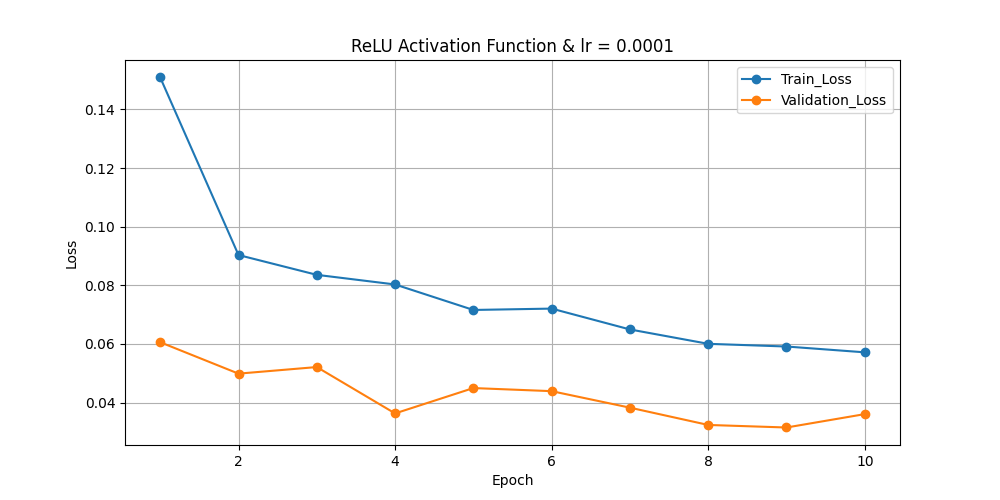 ReLU Activation Function & lr = 0.0001
Train_Loss
Validation_Loss
Loss
0.14
0.12
0.10
0.08
0.06
0.04
2 4 6 8 10
Epoch